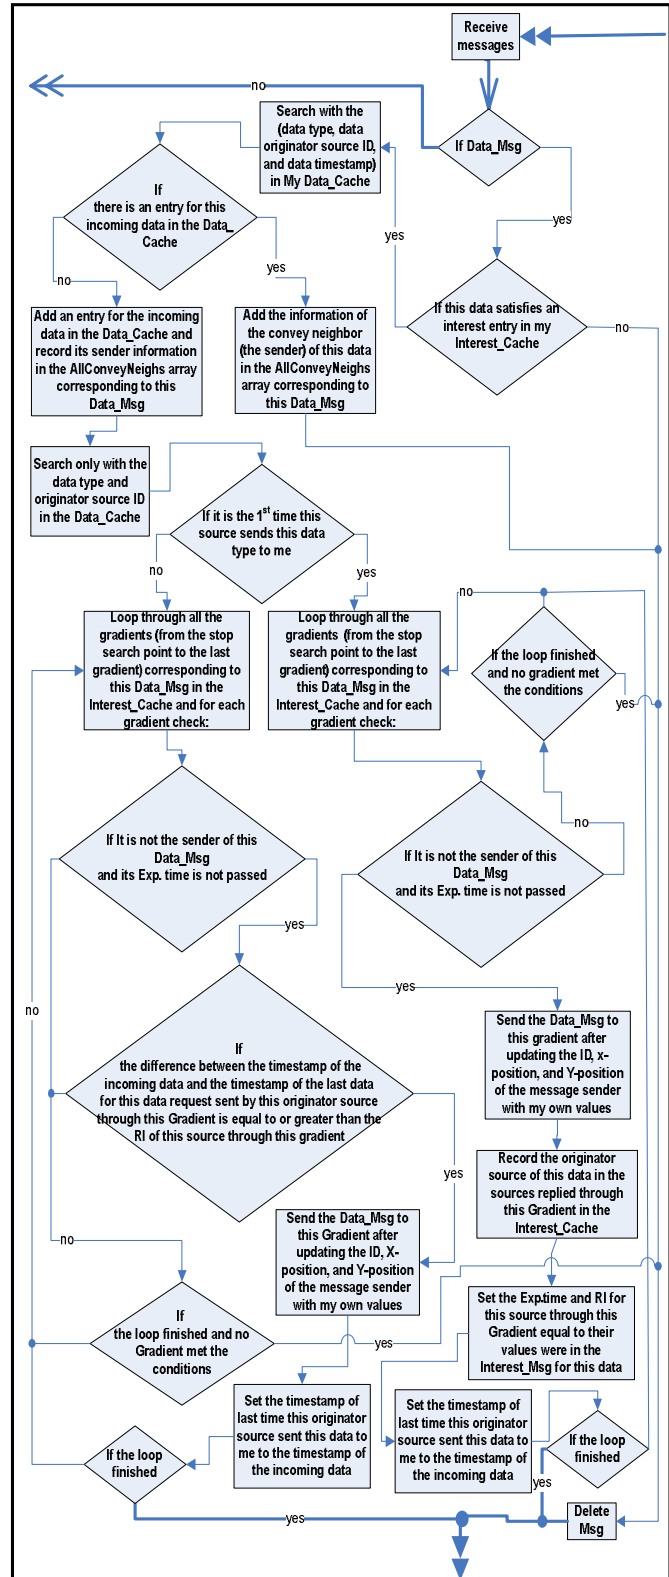 Receive
messages
no
Search with the
(data type, data
originator source ID,
and data timestamp)
in My Data_Cache
If Data_Msg
yes
If
there is an entry for this
incoming data in the Data_
Cache
yes
yes
no
If this data satisfies an
interest entry in my
Interest_Cache
no
Add an entry for the incoming
data in the Data_Cache and
record its sender information
in the AllConveyNeighs array
corresponding to this
Data_Msg
Add the information of
the convey neighbor
(the sender) of this data
in the AllConveyNeighs
array corresponding to
this Data_Msg
Search only with the
data type and
originator source ID
in the Data_Cache
If it is the 1st time this
source sends this data
type to me
no
yes
no
Loop through all the
gradients (from the stop
search point to the last
gradient) corresponding to
this Data_Msg in the
Interest_Cache and for each
gradient check:
Loop through all the
gradients (from the stop
search point to the last
gradient) corresponding to
this Data_Msg in the
Interest_Cache and for each
gradient check:
If the loop finished
and no gradient met
the conditions
yes
If It is not the sender of this
Data_Msg
and its Exp. time is not passed
no
If It is not the sender of this
Data_Msg
and its Exp. time is not passed
yes
yes
no
If
the difference between the timestamp of the
incoming data and the timestamp of the last data
for this data request sent by this originator source
through this Gradient is equal to or greater than the
RI of this source through this gradient
Send the Data_Msg to
this gradient after
updating the ID, x-
position, and Y-position
of the message sender
with my own values
yes
Record the originator
source of this data in the
sources replied through
this Gradient in the
Interest_Cache
no
Send the Data_Msg to
this Gradient after
updating the ID, X-
position, and Y-position
of the message sender
with my own values
Set the Exp.time and RI for
this source through this
Gradient equal to their
values were in the
Interest_Msg for this data
If
the loop finished and no
Gradient met the
conditions
yes
Set the timestamp of
last time this originator
source sent this data to
me to the timestamp of
the incoming data
Set the timestamp of
last time this originator
source sent this data to
me to the timestamp of
the incoming data
If the loop
finished
If the loop
finished
yes
yes
Delete
Msg